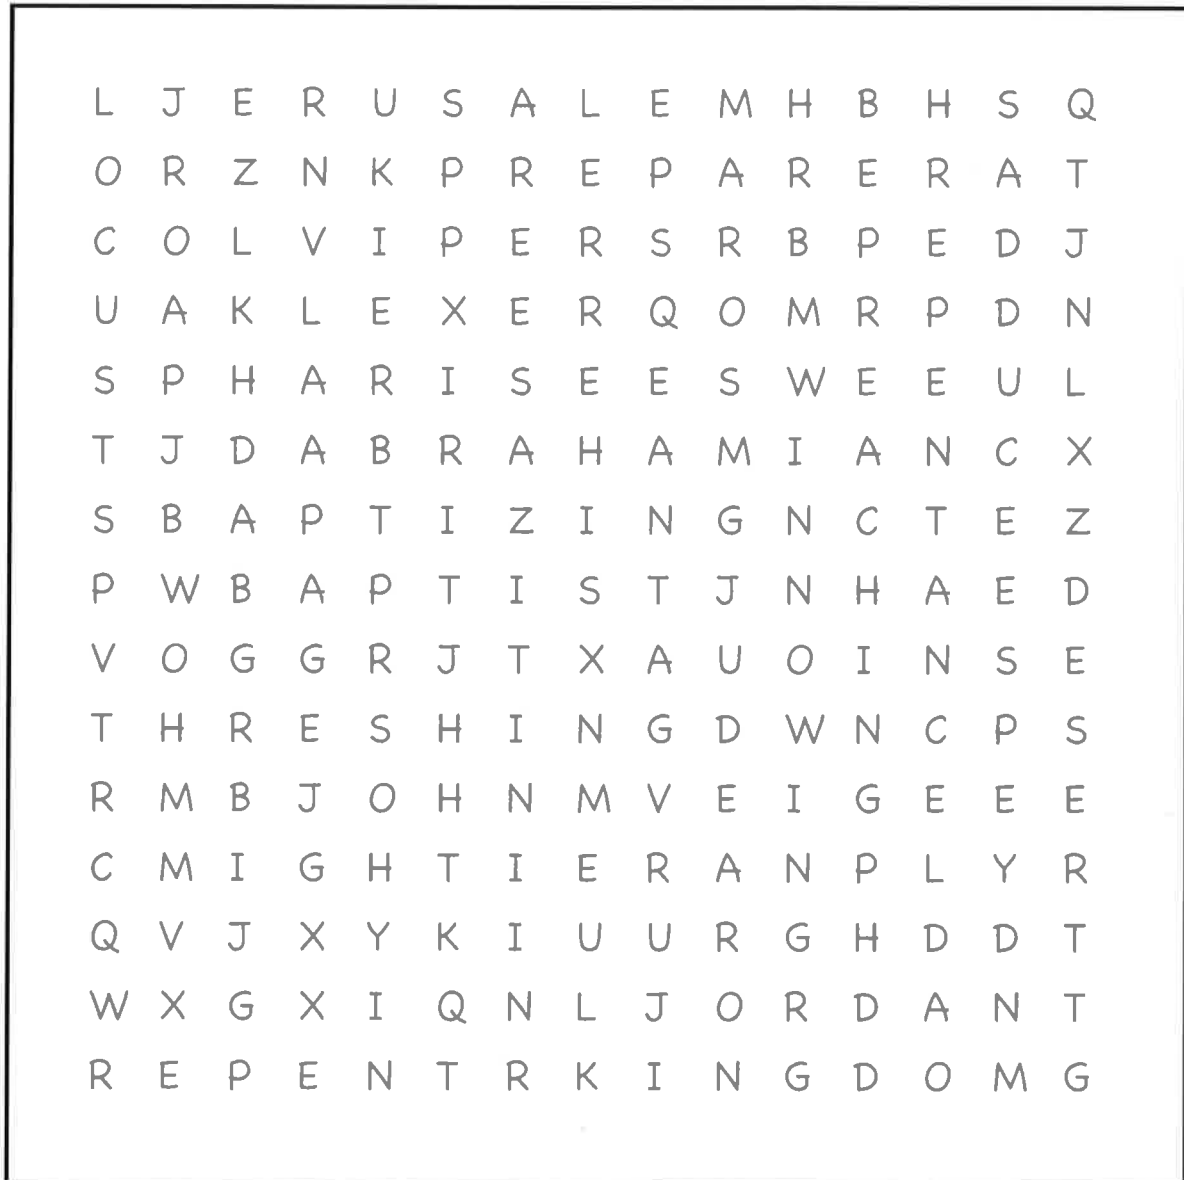 L J E R U S A L E M H B H S Q
O R Z N K P R E P A R E R A T
C O L V I P E R S R B P E D J
U A K L E X E R Q O M R P D N
S P H A R I S E E S W E E U L
T J D A B R A H A M I A N C X
S B A P T I Z I N G N C T E Z
P W B A P T I S T J N H A E D
V O G G R J T X A U O I N S E
T H R E S H I N G D W N C P S
R M B J O H N M V E I G E E E
C M I G H T I E R A N P L Y R
Q V J X Y K I U U R G H D D T
W X G X I Q N L J O R D A N T
R E P E N T R K I N G D O M G